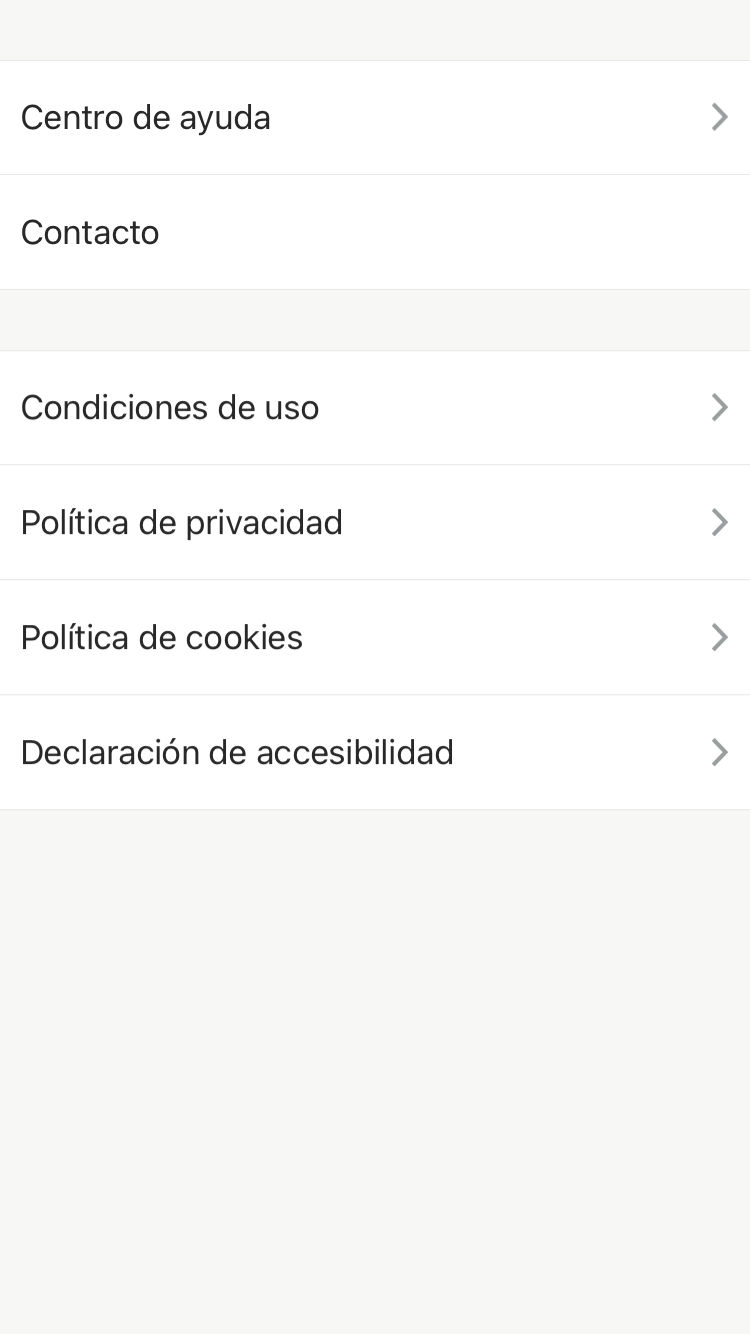 Centro de ayuda
Contacto
Condiciones de uso
Política de privacidad
Política de cookies
Declaración de accesibilidad